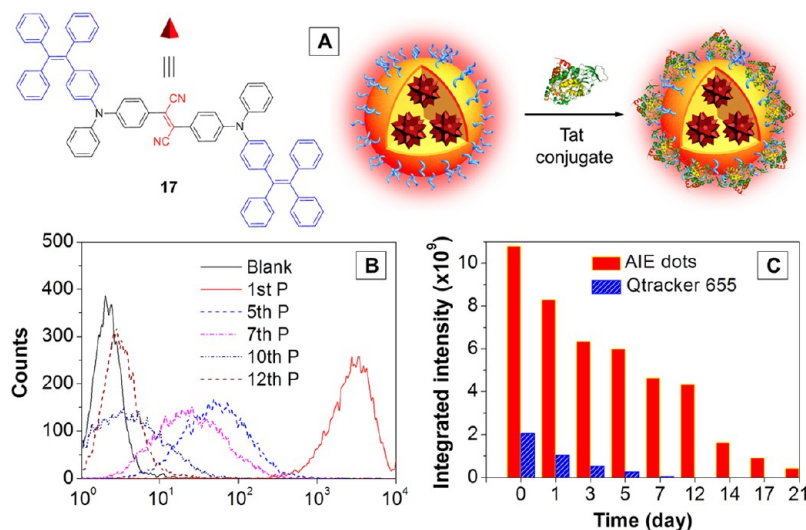 A
CN
N
N
NC
17
Tat
conjugate
B
Blank
1st P
5th P
7th P
10th P
12th P
Counts
500
400
300
200
100
0
10^0
10^1
10^2
10^3
10^4
C
AIE dots
Qtracker 655
Integrated intensity (x10^9)
10
8
6
4
2
0
0 1 3 5 7 12 14 17 21
Time (day)